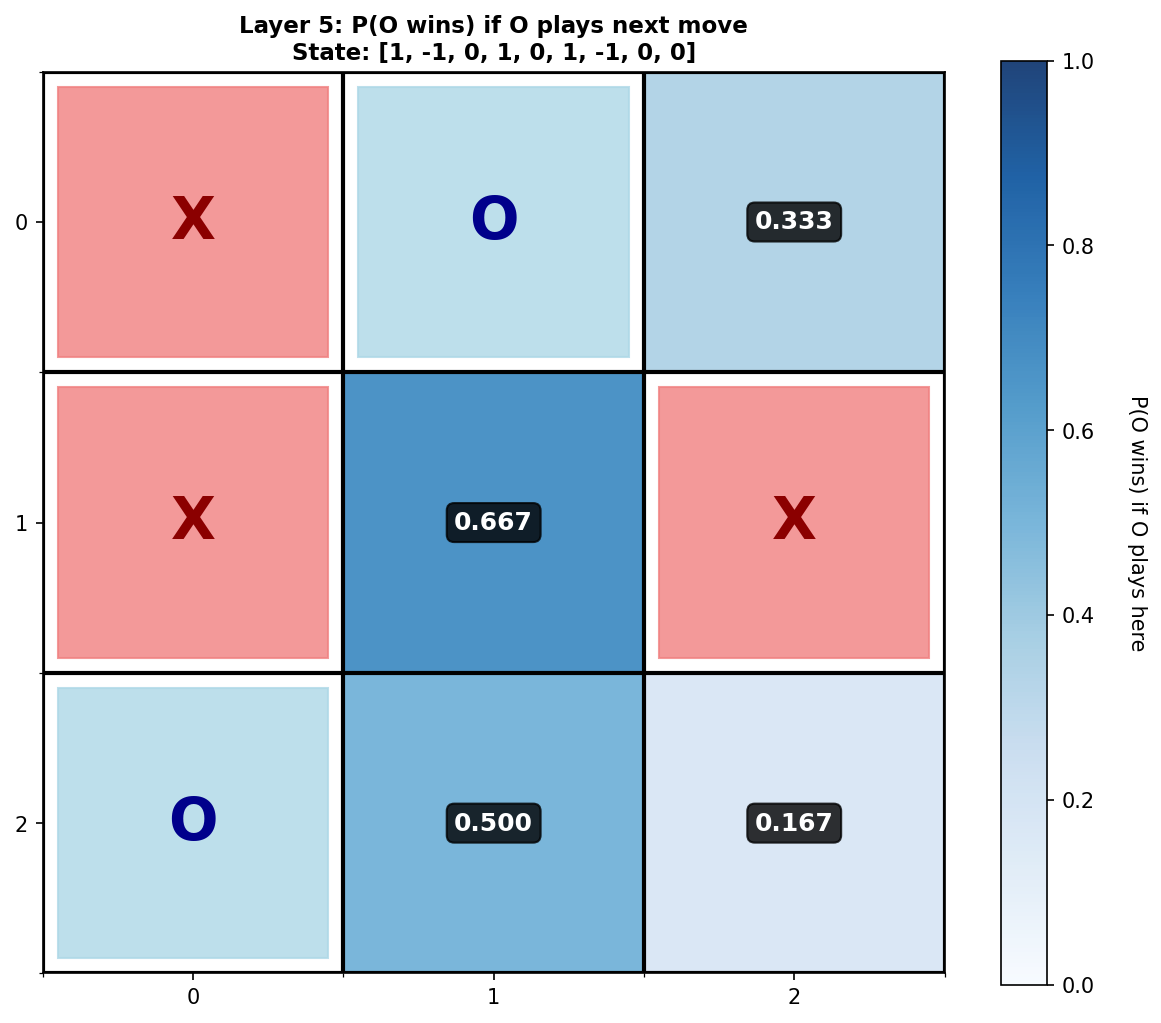 Layer 5: P(O wins) if O plays next move
State: [1, -1, 0, 1, 0, 1, -1, 0, 0]
0
X
O
0.333
1
X
0.667
X
2
O
0.500
0.167
0
1
2
1.0
0.8
0.6
0.4
0.2
0.0
P(O wins) if O plays here